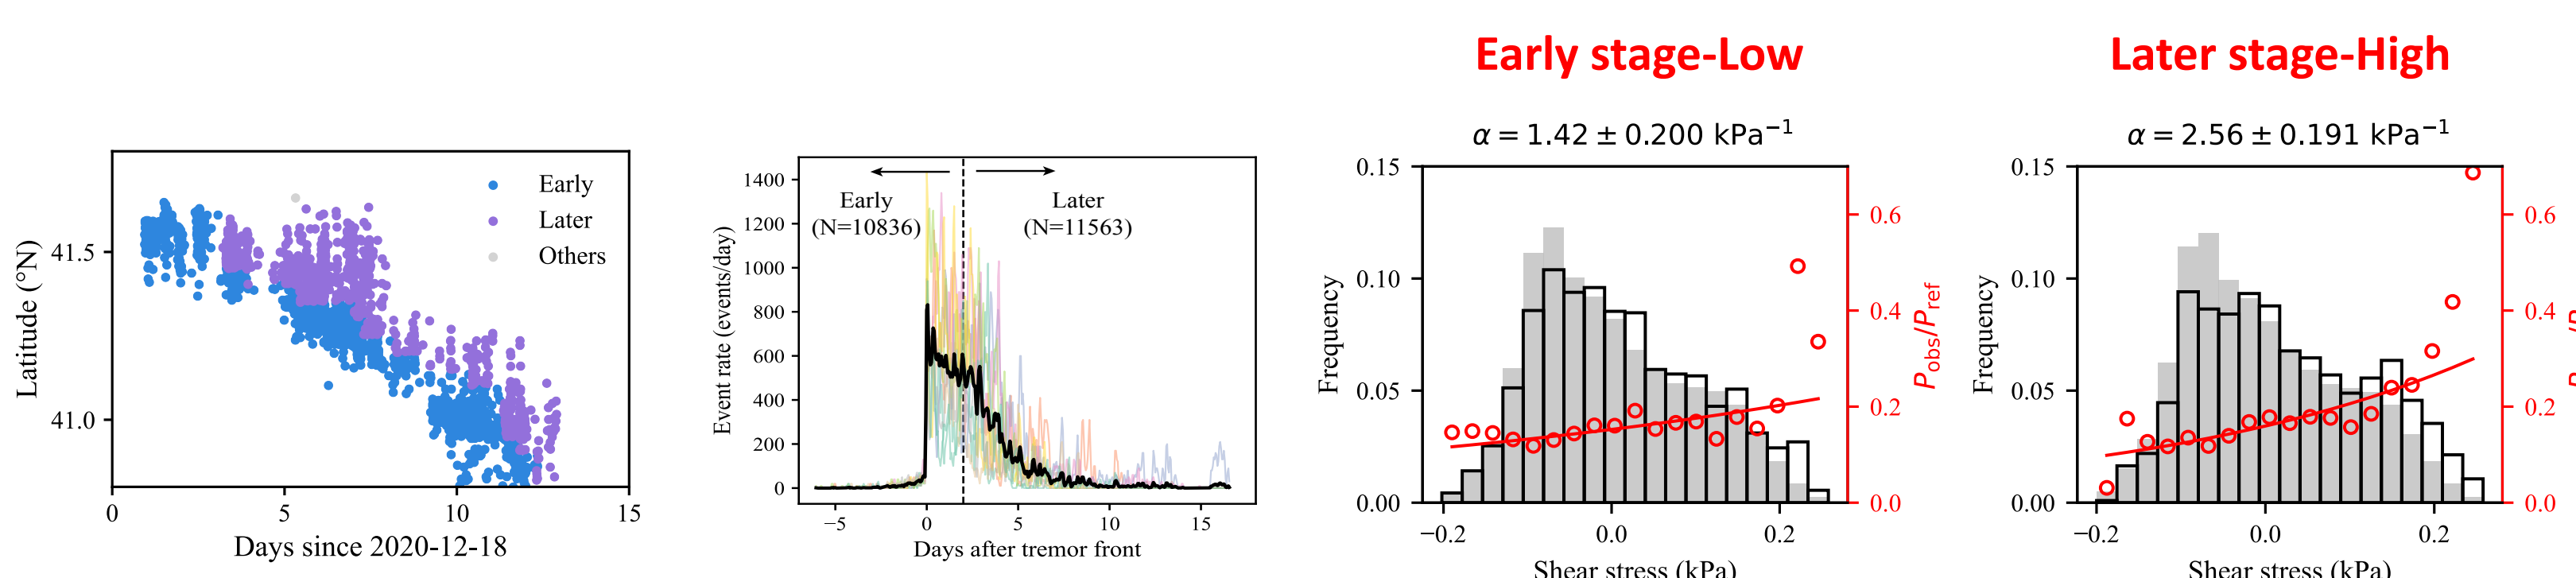 Early stage-Low
Later stage-High
Early
Later
Others
41.5
41.0
0
5
10
15
Latitude (°N)
Days since 2020-12-18
1400
1200
1000
800
600
400
200
0
Early
(N=10836)
Later
(N=11563)
−5
0
5
10
15
Event rate (events/day)
Days after tremor front
α = 1.42 ± 0.200 kPa⁻¹
0.15
0.10
0.05
0.00
Frequency
−0.2
0.0
0.2
Shear stress (kPa)
0.6
0.4
0.2
0.0
Pobs/Pref
α = 2.56 ± 0.191 kPa⁻¹
0.15
0.10
0.05
0.00
Frequency
−0.2
0.0
0.2
Shear stress (kPa)
0.6
0.4
0.2
0.0